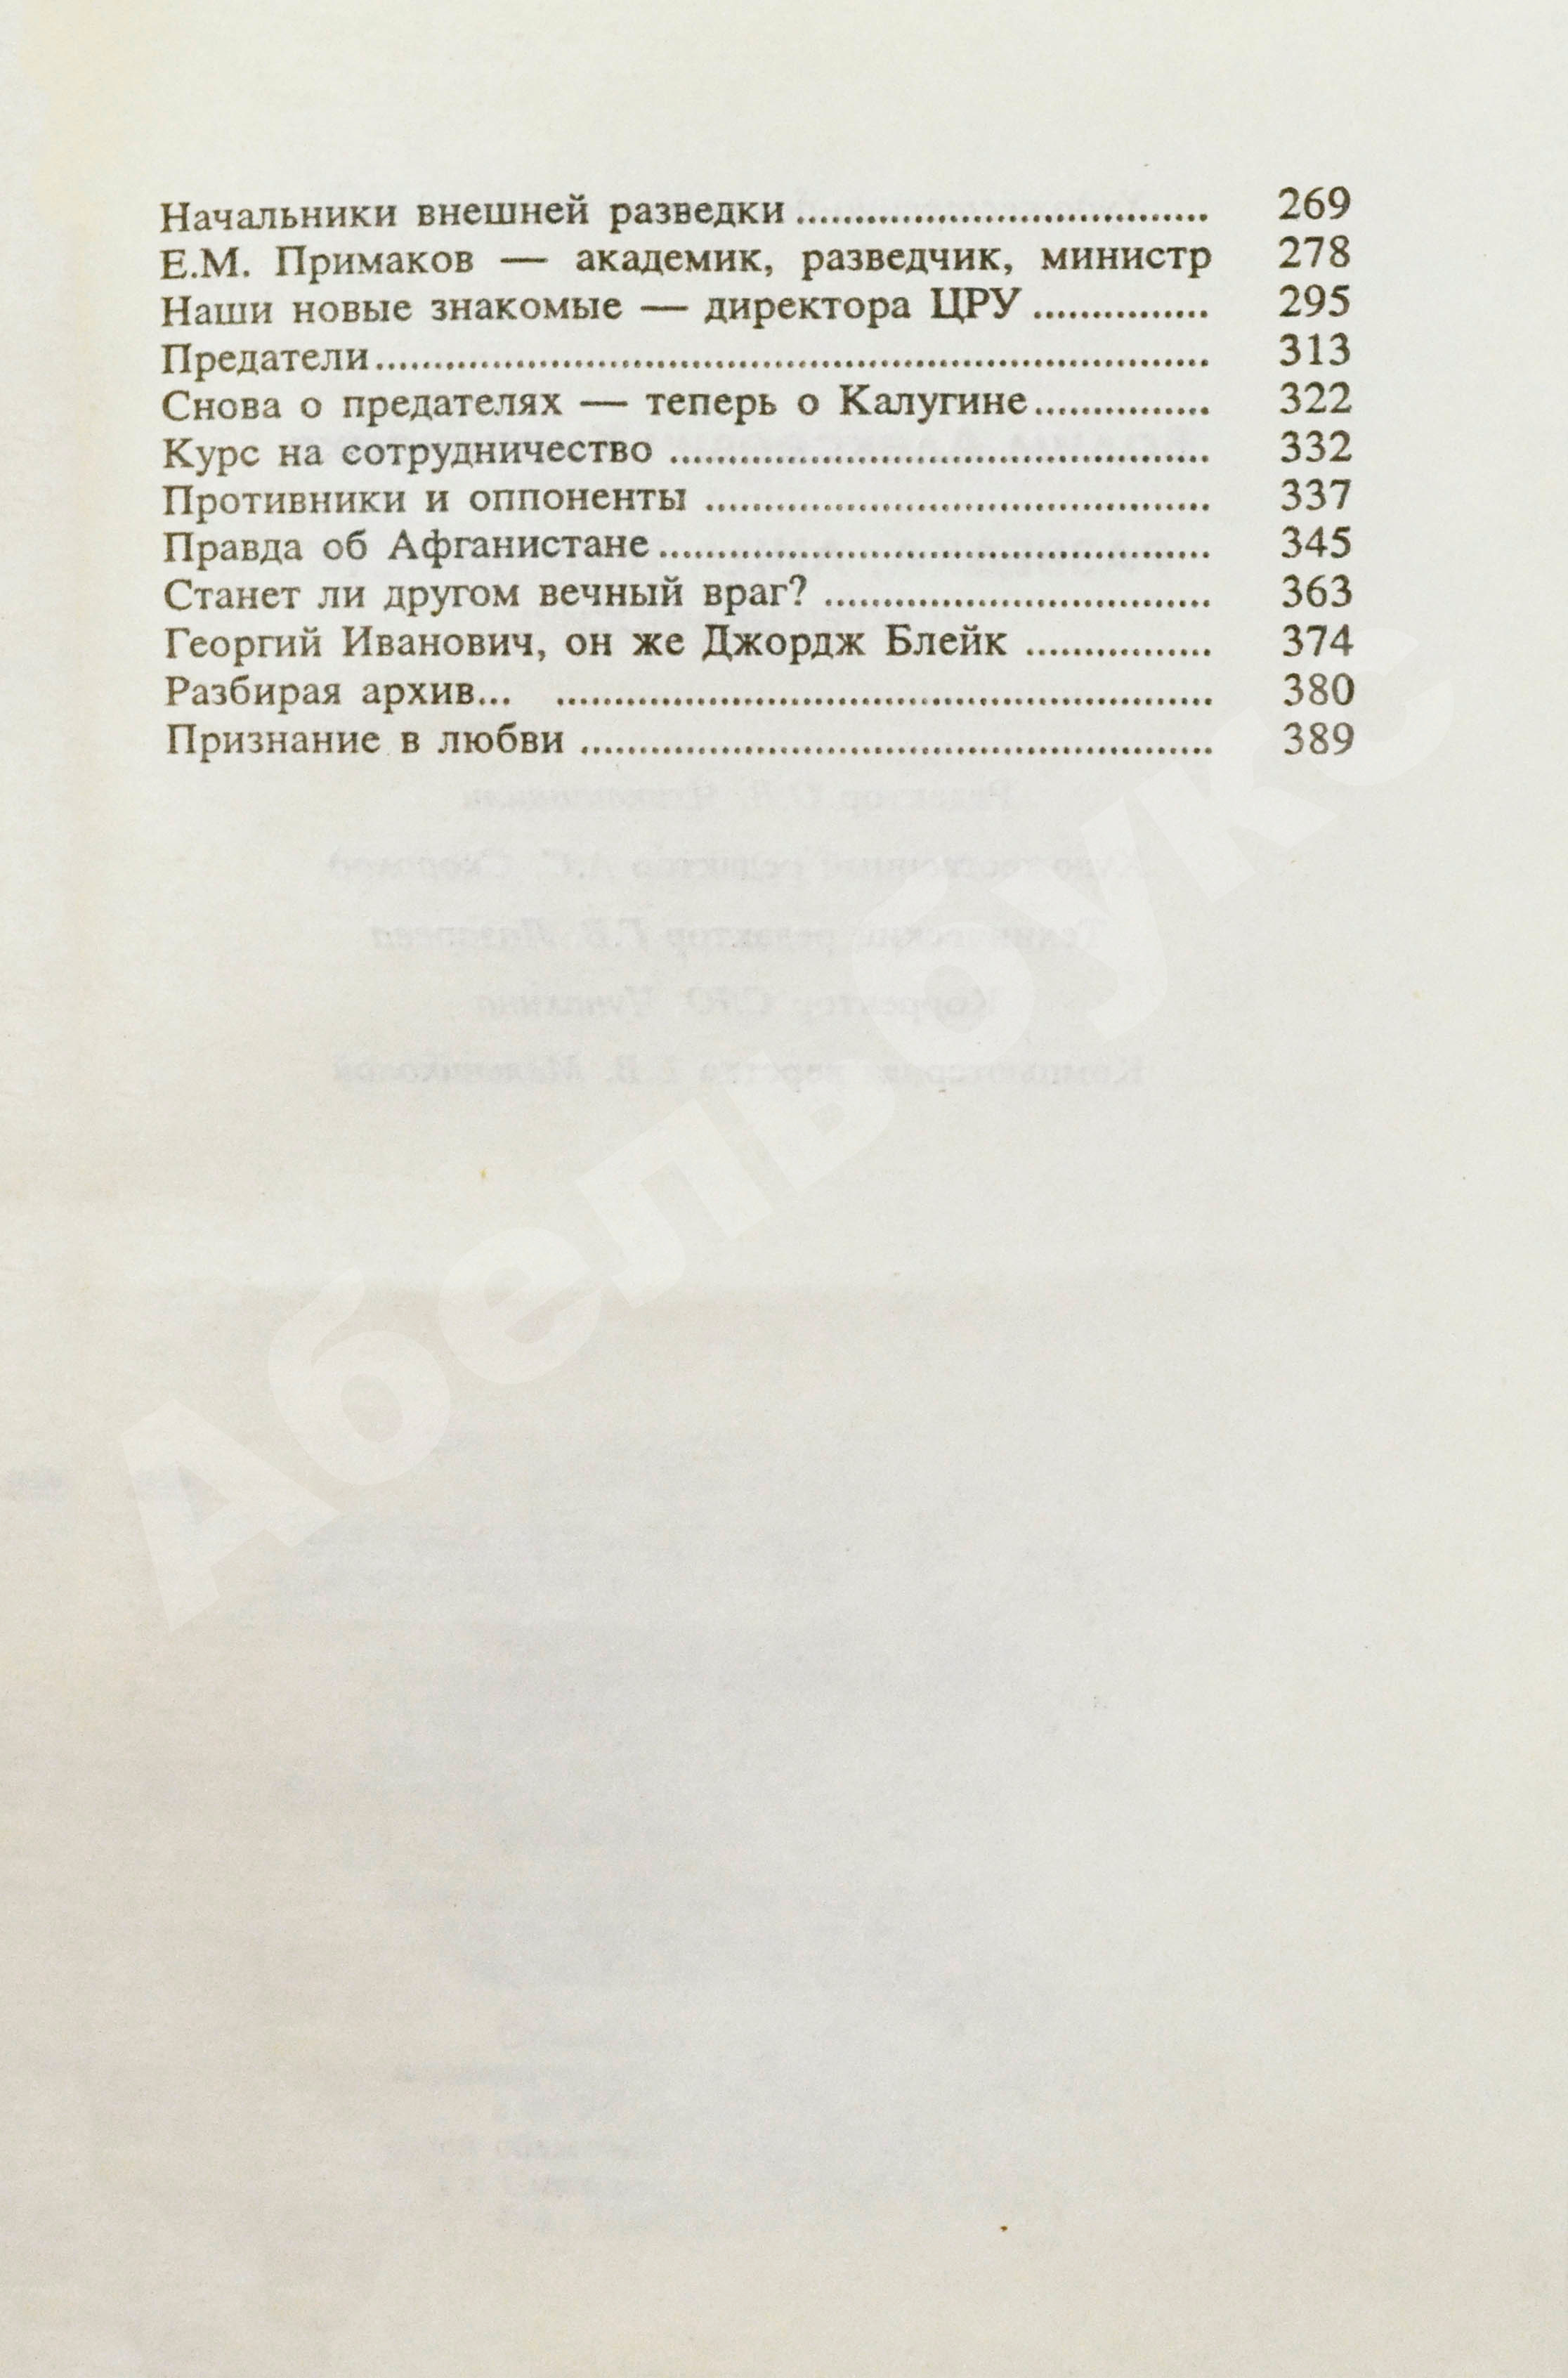 Начальники внешней разведки ................................... 269
Е.М. Примаков — академик, разведчик, министр 278
Наши новые знакомые — директора ЦРУ ............... 295
Предатели....................................................................... 313
Снова о предателях — теперь о Калугине............... 322
Курс на сотрудничество .............................................. 332
Противники и оппоненты ........................................... 337
Правда об Афганистане............................................... 345
Станет ли другом вечный враг? ................................. 363
Георгий Иванович, он же Джордж Блейк ................ 374
Разбирая архив... ........................................................ 380
Признание в любви ...................................................... 389
Абельбукс